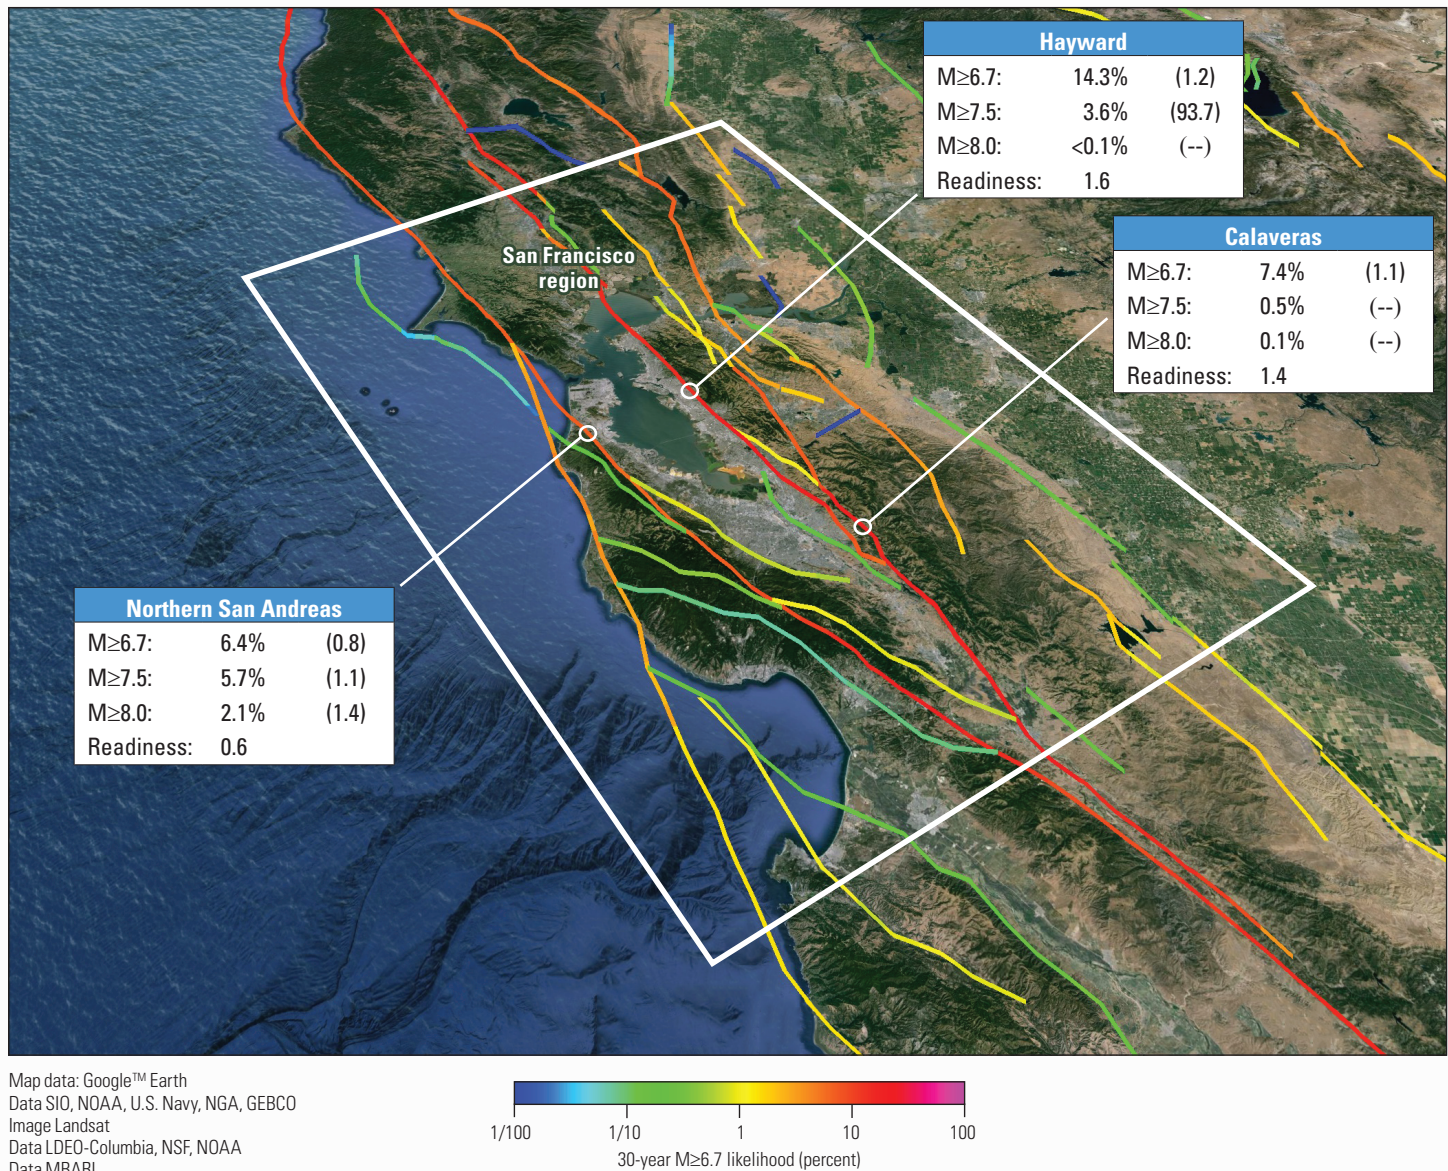 Hayward
M≥6.7: 14.3% (1.2)
M≥7.5: 3.6% (93.7)
M≥8.0: <0.1% (--)
Readiness: 1.6
Calaveras
M≥6.7: 7.4% (1.1)
M≥7.5: 0.5% (--)
M≥8.0: 0.1% (--)
Readiness: 1.4
San Francisco
region
Northern San Andreas
M≥6.7: 6.4% (0.8)
M≥7.5: 5.7% (1.1)
M≥8.0: 2.1% (1.4)
Readiness: 0.6
Map data: Google™ Earth
Data SIO, NOAA, U.S. Navy, NGA, GEBCO
Image Landsat
Data LDEO-Columbia, NSF, NOAA
Data MBARI
1/100 1/10 1 10 100
30-year M≥6.7 likelihood (percent)